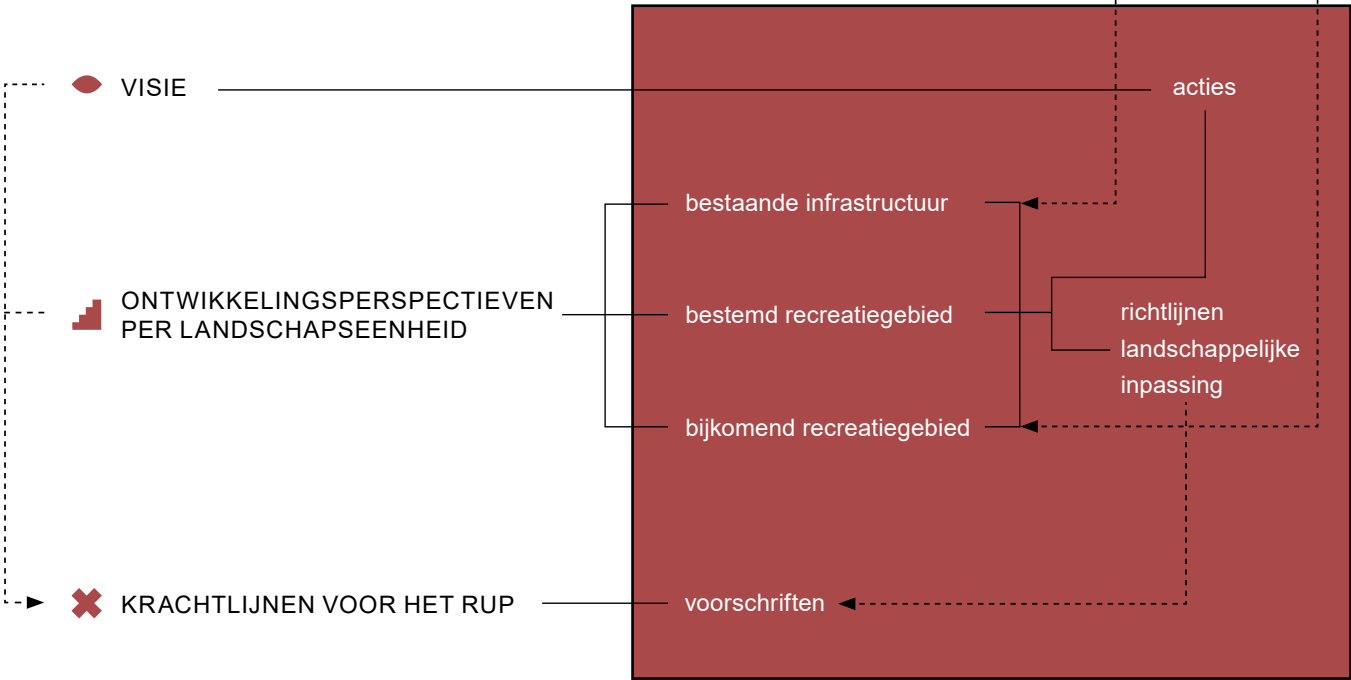 VISIE
acties
bestaande infrastructuur
ONTWIKKELINGSPERSPECTIEVEN
PER LANDSCHAPSEENHEID
bestemd recreatiegebied
richtlijnen
landschappelijke
inpassing
bijkomend recreatiegebied
KRACHTLIJNEN VOOR HET RUP
voorschriften